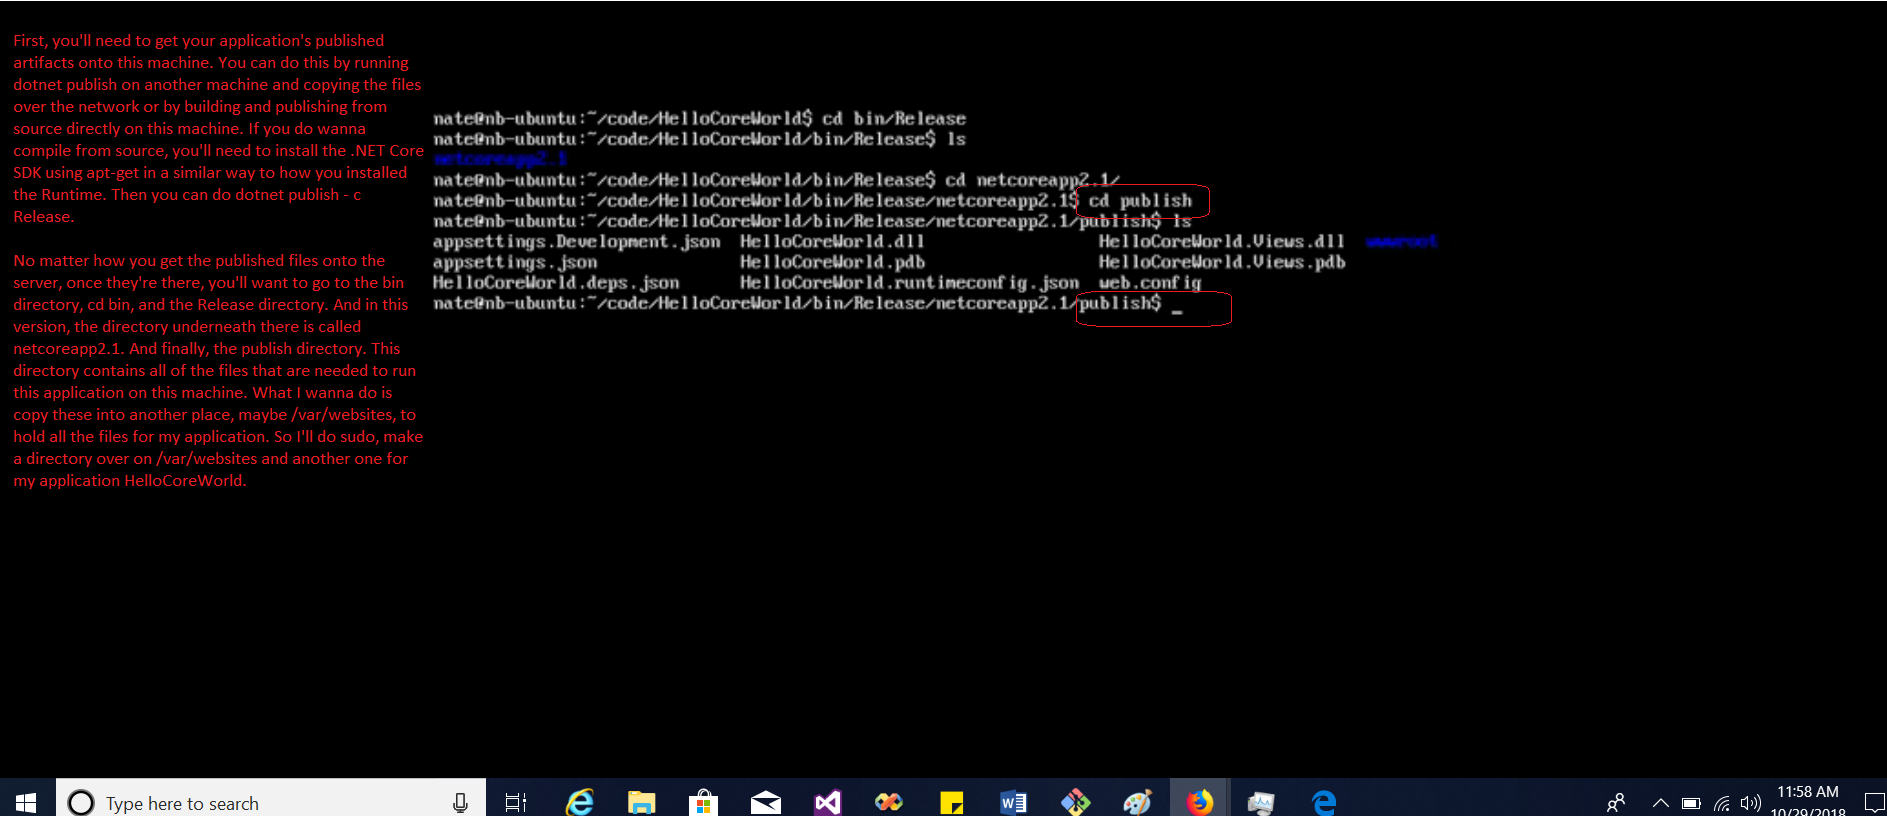 First, you'll need to get your application's published
artifacts onto this machine. You can do this by running
dotnet publish on another machine and copying the files
over the network or by building and publishing from
source directly on this machine. If you do wanna
compile from source, you'll need to install the .NET Core
SDK using apt-get in a similar way to how you installed
the Runtime. Then you can do dotnet publish - c
Release.
No matter how you get the published files onto the
server, once they're there, you'll want to go to the bin
directory, cd bin, and the Release directory. And in this
version, the directory underneath there is called
netcoreapp2.1. And finally, the publish directory. This
directory contains all of the files that are needed to run
this application on this machine. What I wanna do is
copy these into another place, maybe /var/websites, to
hold all the files for my application. So I'll do sudo, make
a directory over on /var/websites and another one for
my application HelloCoreWorld.
nate@nb-ubuntu:~/code/HelloCoreWorld$ cd bin/Release
nate@nb-ubuntu:~/code/HelloCoreWorld/bin/Release$ ls
netcoreapp2.1
nate@nb-ubuntu:~/code/HelloCoreWorld/bin/Release$ cd netcoreapp2.1/
nate@nb-ubuntu:~/code/HelloCoreWorld/bin/Release/netcoreapp2.1$ cd publish
nate@nb-ubuntu:~/code/HelloCoreWorld/bin/Release/netcoreapp2.1/publish$ ls
appsettings.Development.json HelloCoreWorld.dll HelloCoreWorld.Views.dll wwwroot
appsettings.json HelloCoreWorld.pdb HelloCoreWorld.Views.pdb
HelloCoreWorld.deps.json HelloCoreWorld.runtimeconfig.json web.config
nate@nb-ubuntu:~/code/HelloCoreWorld/bin/Release/netcoreapp2.1/publish$ _
Type here to search
11:58 AM
10/29/2018